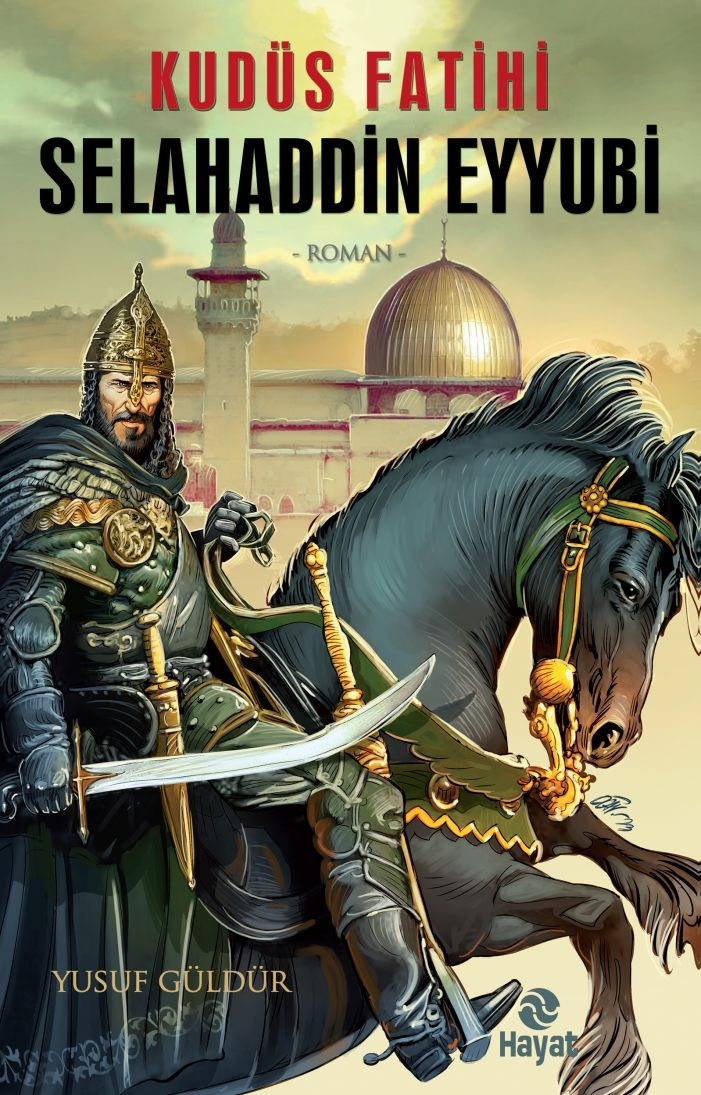 KUDÜS FATİHİ
SELAHADDİN EYYUBİ
- ROMAN -
YUSUF GÜLDÜR
Hayat